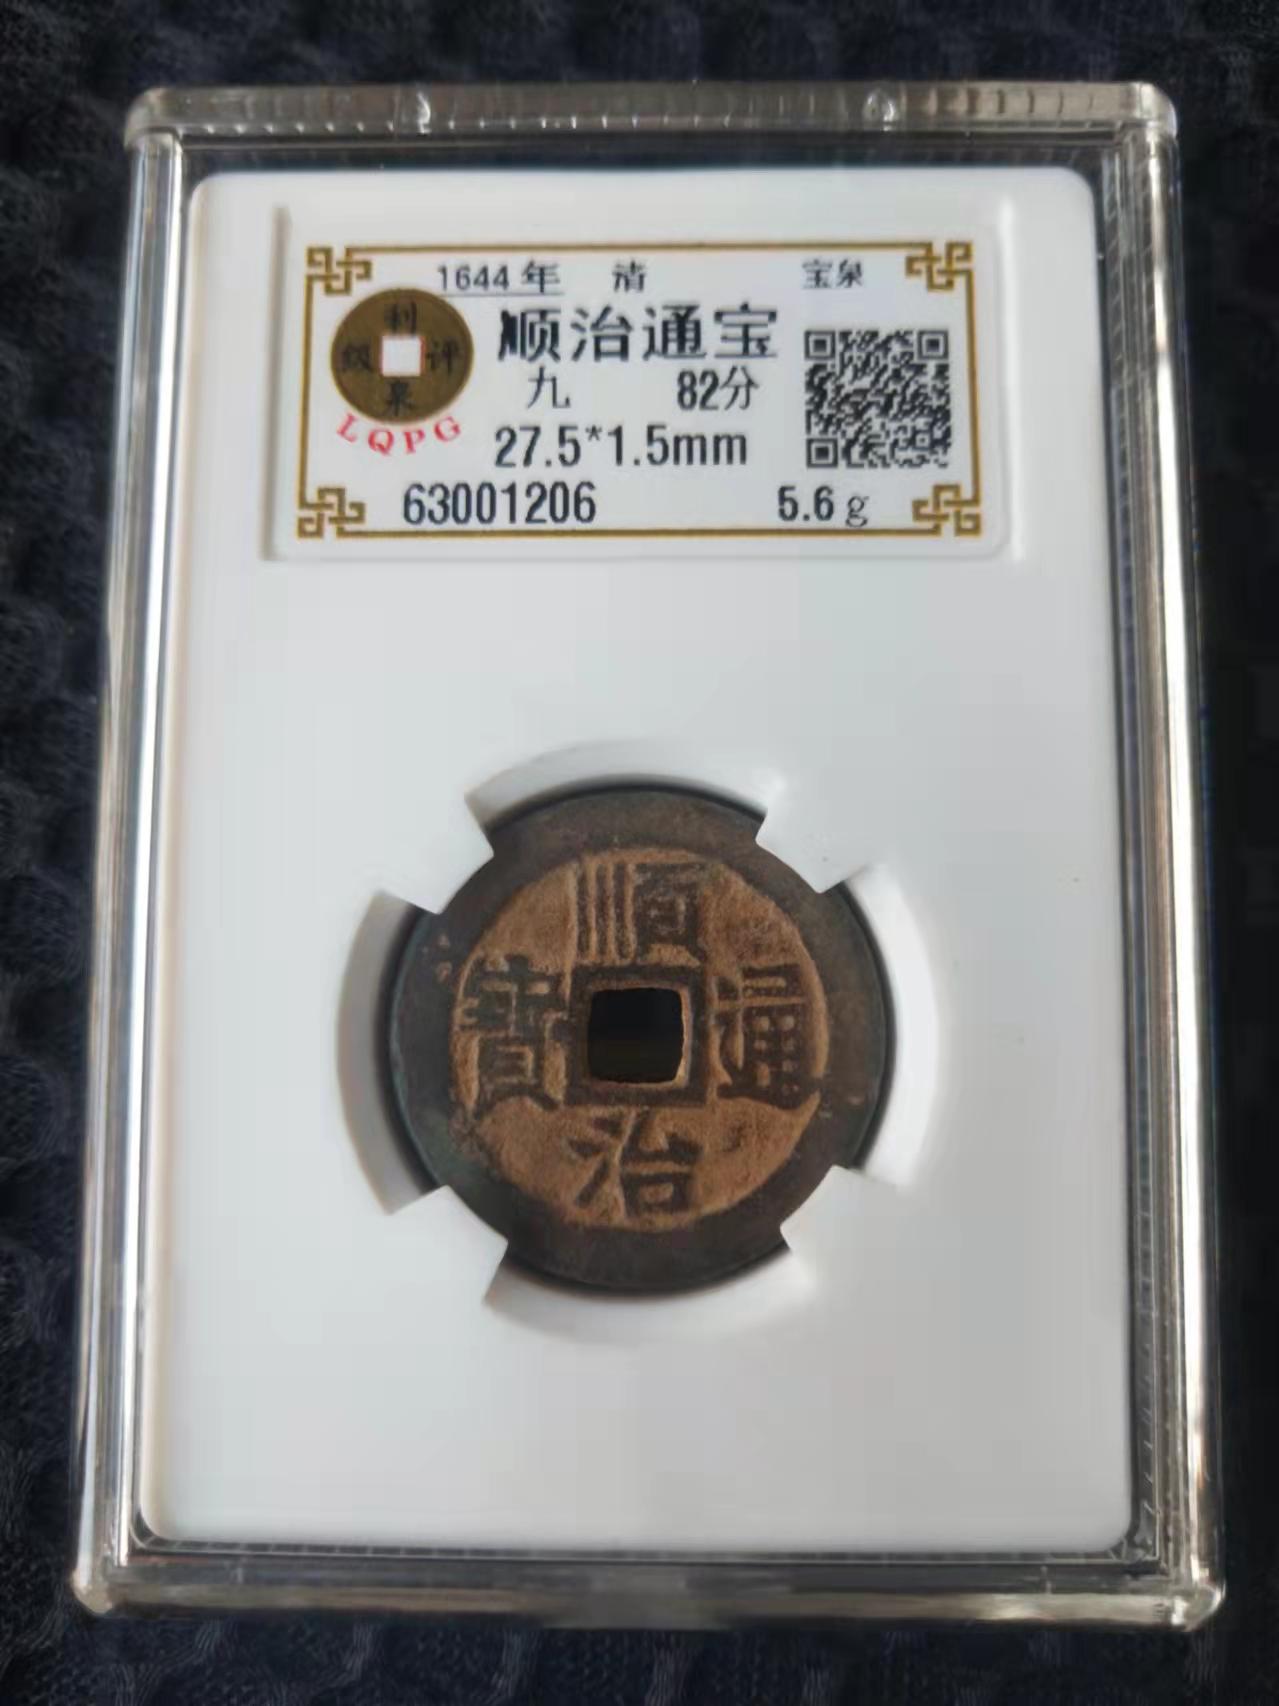 1644年 清 宝泉
利泉评级
LQPG
顺治通宝
九 82分
27.5*1.5mm
63001206 5.6g
順治通寳